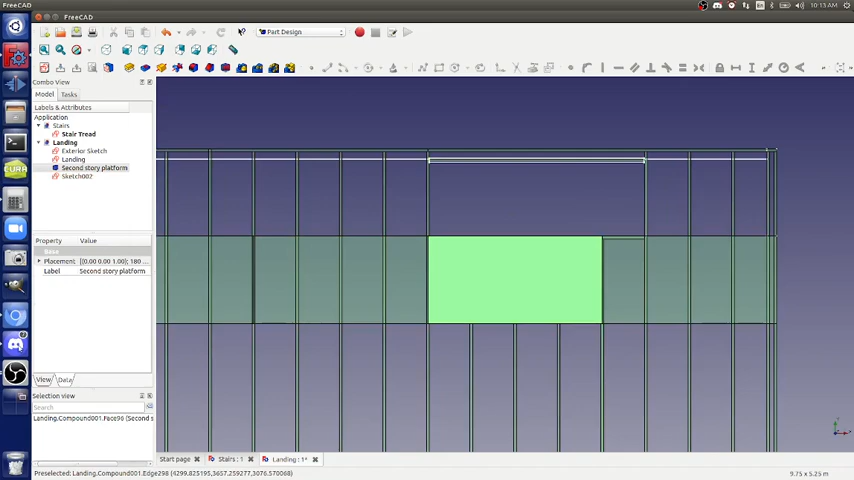 FreeCAD
10:13 AM
FreeCAD
Part Design
Combo View
Model Tasks
Labels & Attributes
Application
Stairs
Stair Tread
Landing
Exterior Sketch
Landing
Second story platform
Sketch002
Property Value
Base
Placement [(0.00 0.00 1.00); 180 ...
Label Second story platform
View Data
Selection view
Search
Landing.Compound001.Face96 (Second s
Start page Stairs : 1 Landing : 1*
Preselected: Landing.Compound001.Edge298 (4299.825195,3657.259277,146.570068)
9.75 x 5.25 m